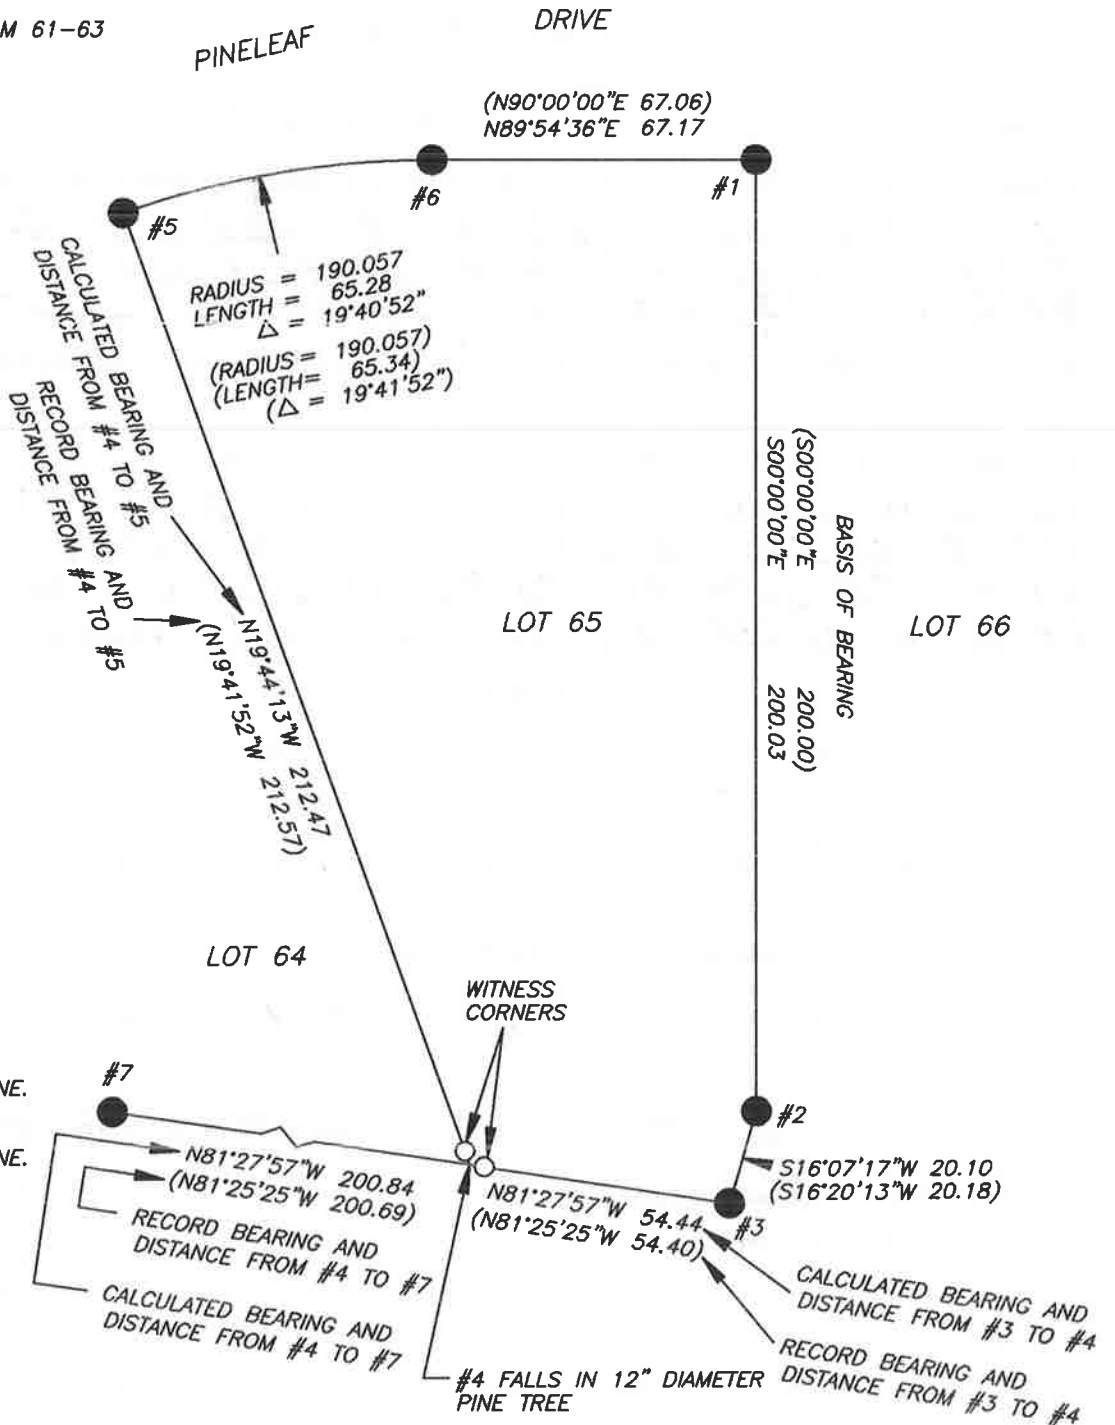 M 61-63
PINELEAF
DRIVE
(N90°00'00"E 67.06)
N89°54'36"E 67.17
#5
#6
#1
RADIUS = 190.057
LENGTH = 65.28
Δ = 19°40'52"
(RADIUS = 190.057)
(LENGTH= 65.34)
(Δ = 19°41'52")
CALCULATED BEARING AND
DISTANCE FROM #4 TO #5
RECORD BEARING AND
DISTANCE FROM #4 TO #5
N19°44'13"W 212.47
(N19°41'52"W 212.57)
LOT 65
BASIS OF BEARING
(S00°00'00"E 200.00)
S00°00'00"E 200.03
LOT 66
LOT 64
WITNESS
CORNERS
#7
NE.
NE.
#2
S16°07'17"W 20.10
(S16°20'13"W 20.18)
#3
N81°27'57"W 200.84
(N81°25'25"W 200.69)
RECORD BEARING AND
DISTANCE FROM #4 TO #7
CALCULATED BEARING AND
DISTANCE FROM #4 TO #7
N81°27'57"W 54.44
(N81°25'25"W 54.40)
CALCULATED BEARING AND
DISTANCE FROM #3 TO #4
RECORD BEARING AND
DISTANCE FROM #3 TO #4
#4 FALLS IN 12" DIAMETER
PINE TREE